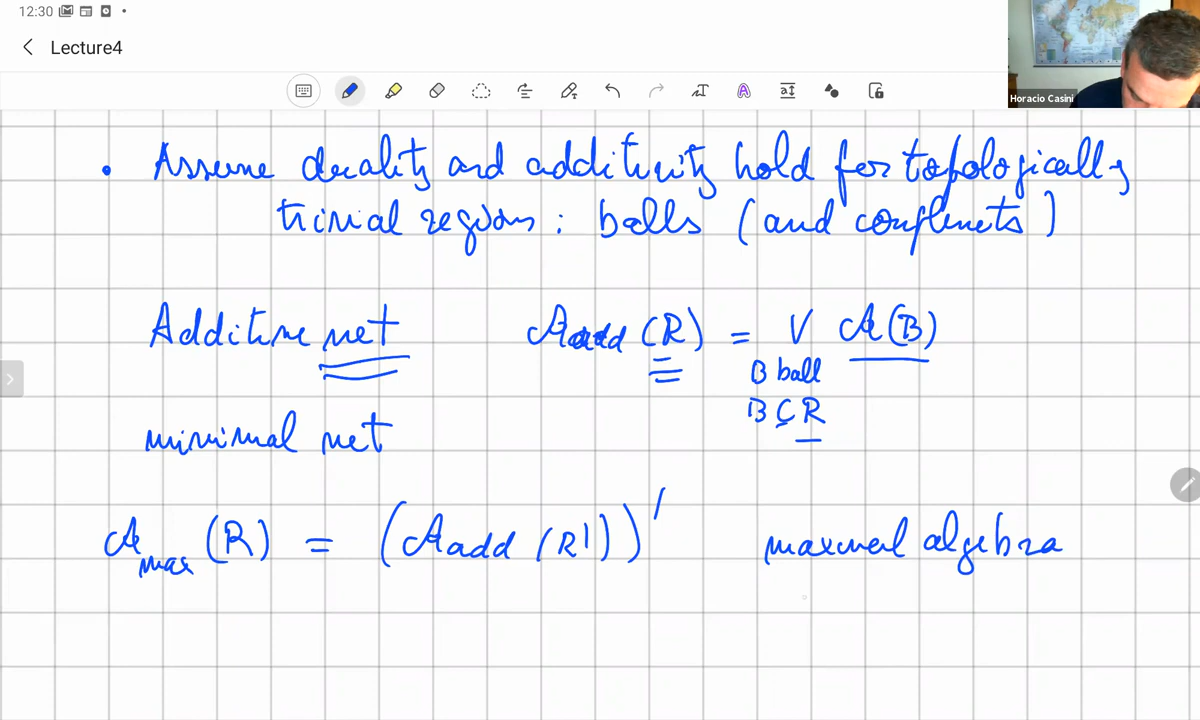 12:30
Lecture4
Horacio Casini
• Assume duality and additivity hold for topologically
trivial regions : balls (and complements)
Additive net 𝒜add (R) = ∨ 𝒜(B)
B ball
B ⊆ R
minimal net
𝒜max (R) = (𝒜add (R'))' maximal algebra